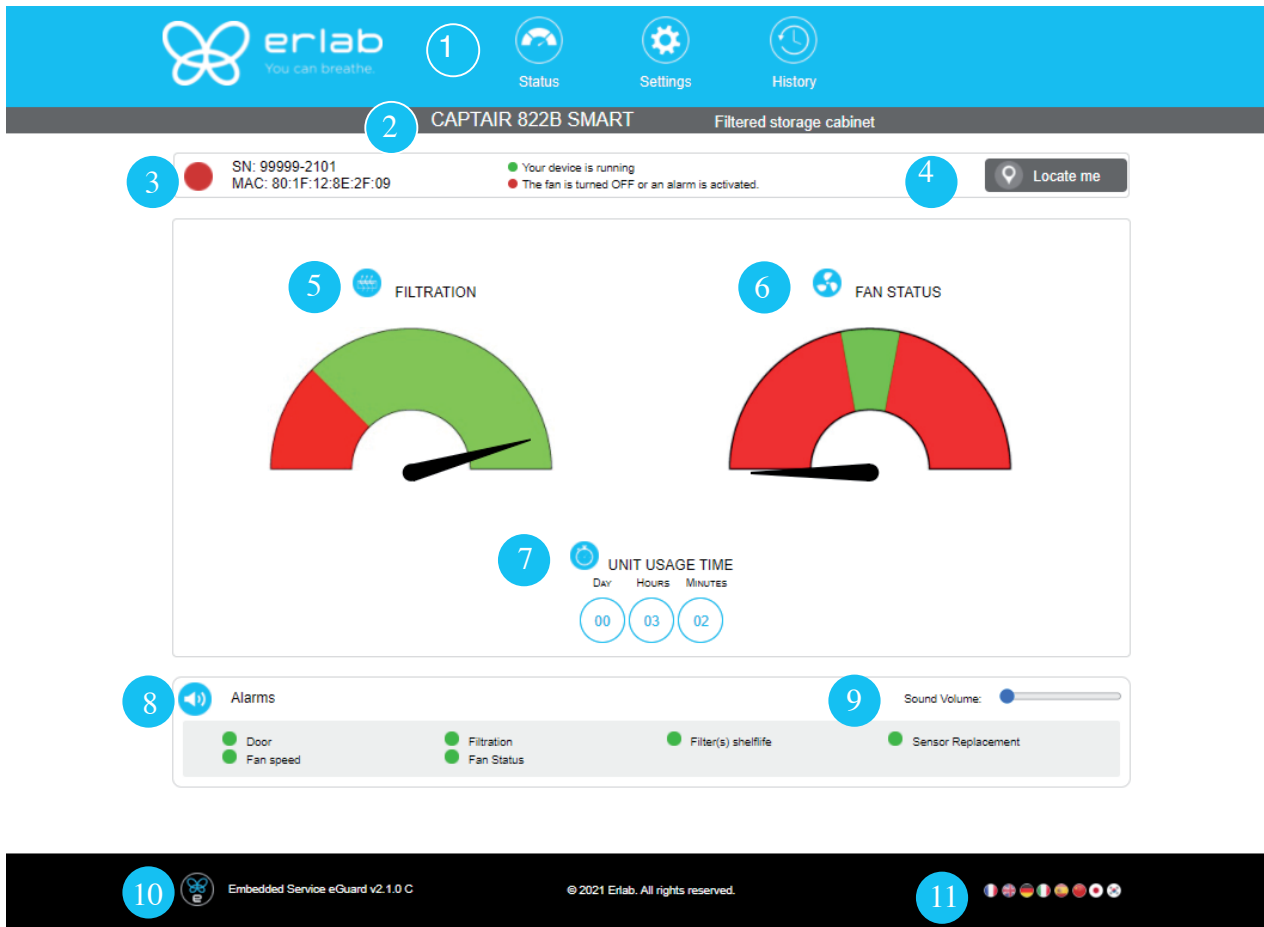 erlab
You can breathe.
1
Status
Settings
History
2
CAPTAIR 822B SMART
Filtered storage cabinet
3
SN: 99999-2101
MAC: 80:1F:12:8E:2F:09
Your device is running
The fan is turned OFF or an alarm is activated.
4
Locate me
5
FILTRATION
6
FAN STATUS
7
UNIT USAGE TIME
DAY HOURS MINUTES
00 03 02
8
Alarms
9
Sound Volume:
Door
Filtration
Filter(s) shelflife
Sensor Replacement
Fan speed
Fan Status
10
e
Embedded Service eGuard v2.1.0 C
© 2021 Erlab. All rights reserved.
11